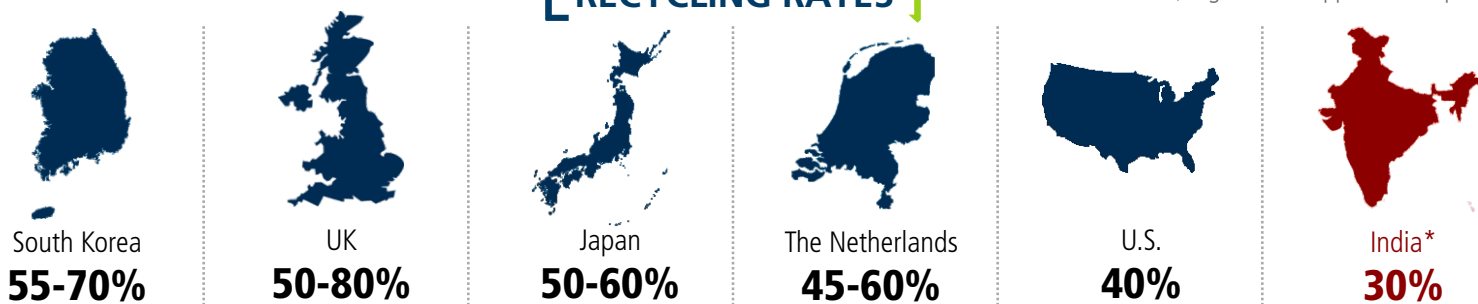 RECYCLING RATES
South Korea
55-70%
UK
50-80%
Japan
50-60%
The Netherlands
45-60%
U.S.
40%
India*
30%